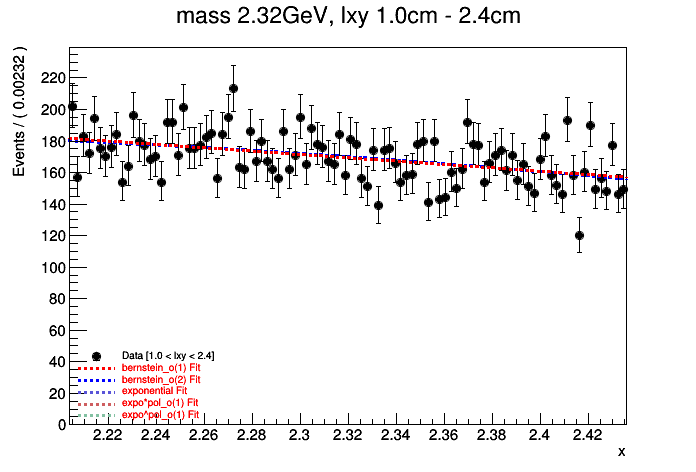 mass 2.32GeV, lxy 1.0cm - 2.4cm
Events / ( 0.00232 )
220
200
180
160
140
120
100
80
60
40
20
0
Data [1.0 < lxy < 2.4]
bernstein_o(1) Fit
bernstein_o(2) Fit
exponential Fit
expo*pol_o(1) Fit
expo^pol_o(1) Fit
2.22 2.24 2.26 2.28 2.3 2.32 2.34 2.36 2.38 2.4 2.42
x